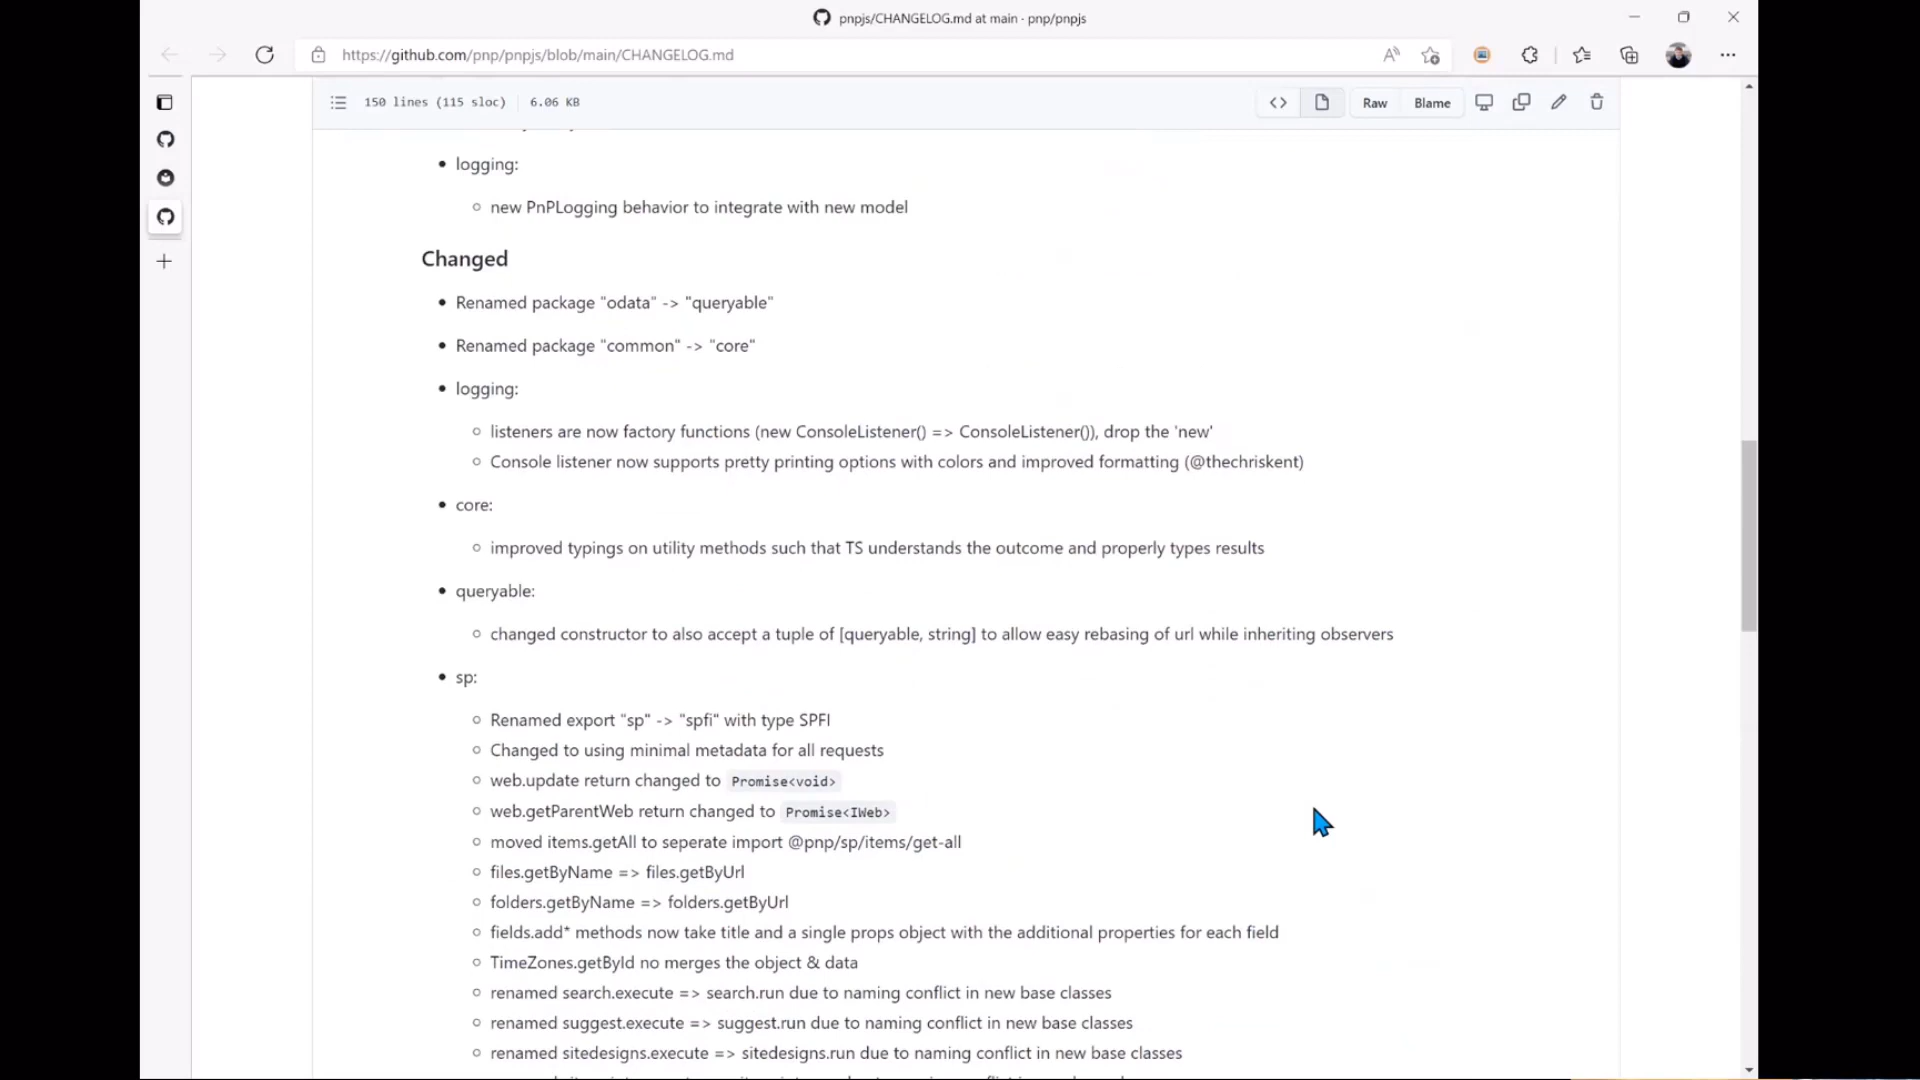 pnpjs/CHANGELOG.md at main · pnp/pnpjs
https://github.com/pnp/pnpjs/blob/main/CHANGELOG.md
150 lines (115 sloc) | 6.06 KB
Raw
Blame
logging:
new PnPLogging behavior to integrate with new model
Changed
Renamed package "odata" -> "queryable"
Renamed package "common" -> "core"
logging:
listeners are now factory functions (new ConsoleListener() => ConsoleListener()), drop the 'new'
Console listener now supports pretty printing options with colors and improved formatting (@thechriskent)
core:
improved typings on utility methods such that TS understands the outcome and properly types results
queryable:
changed constructor to also accept a tuple of [queryable, string] to allow easy rebasing of url while inheriting observers
sp:
Renamed export "sp" -> "spfi" with type SPFI
Changed to using minimal metadata for all requests
web.update return changed to Promise<void>
web.getParentWeb return changed to Promise<IWeb>
moved items.getAll to seperate import @pnp/sp/items/get-all
files.getByName => files.getByUrl
folders.getByName => folders.getByUrl
fields.add* methods now take title and a single props object with the additional properties for each field
TimeZones.getById no merges the object & data
renamed search.execute => search.run due to naming conflict in new base classes
renamed suggest.execute => suggest.run due to naming conflict in new base classes
renamed sitedesigns.execute => sitedesigns.run due to naming conflict in new base classes